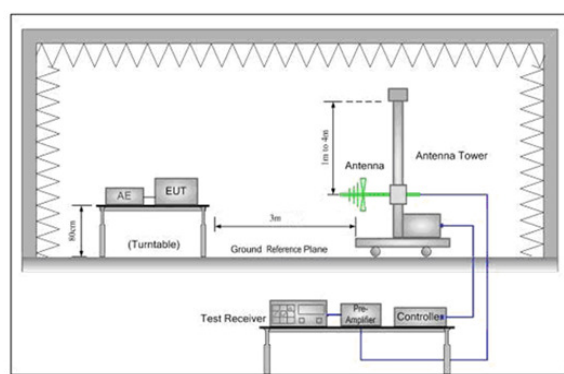 1m to 4m
Antenna
Antenna Tower
AE
EUT
80cm
(Turntable)
3m
Ground Reference Plane
Test Receiver
Pre-
Amplifier
Controller